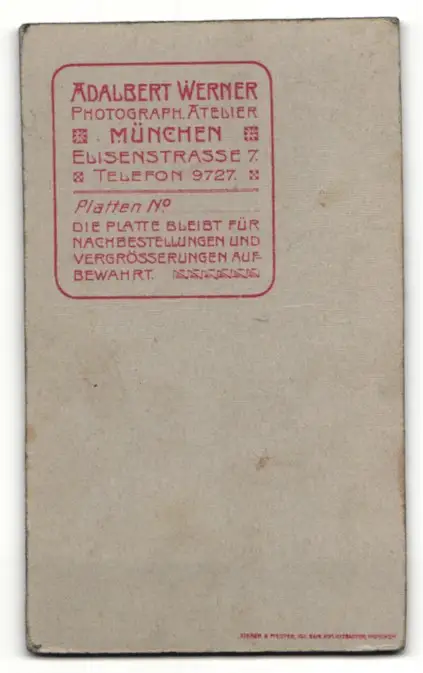 ADALBERT WERNER
PHOTOGRAPH. ATELIER
MÜNCHEN
ELISENSTRASSE 7.
TELEFON 9727.
Platten No
DIE PLATTE BLEIBT FÜR
NACHBESTELLUNGEN UND
VERGRÖSSERUNGEN AUF-
BEWAHRT.
MÜNCHEN